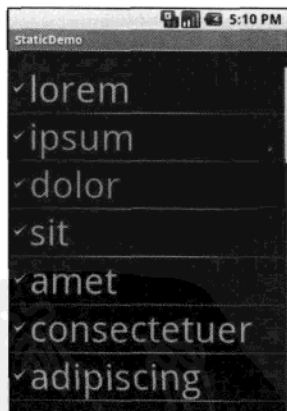 5:10 PM
StaticDemo
lorem
ipsum
dolor
sit
amet
consectetuer
adipiscing